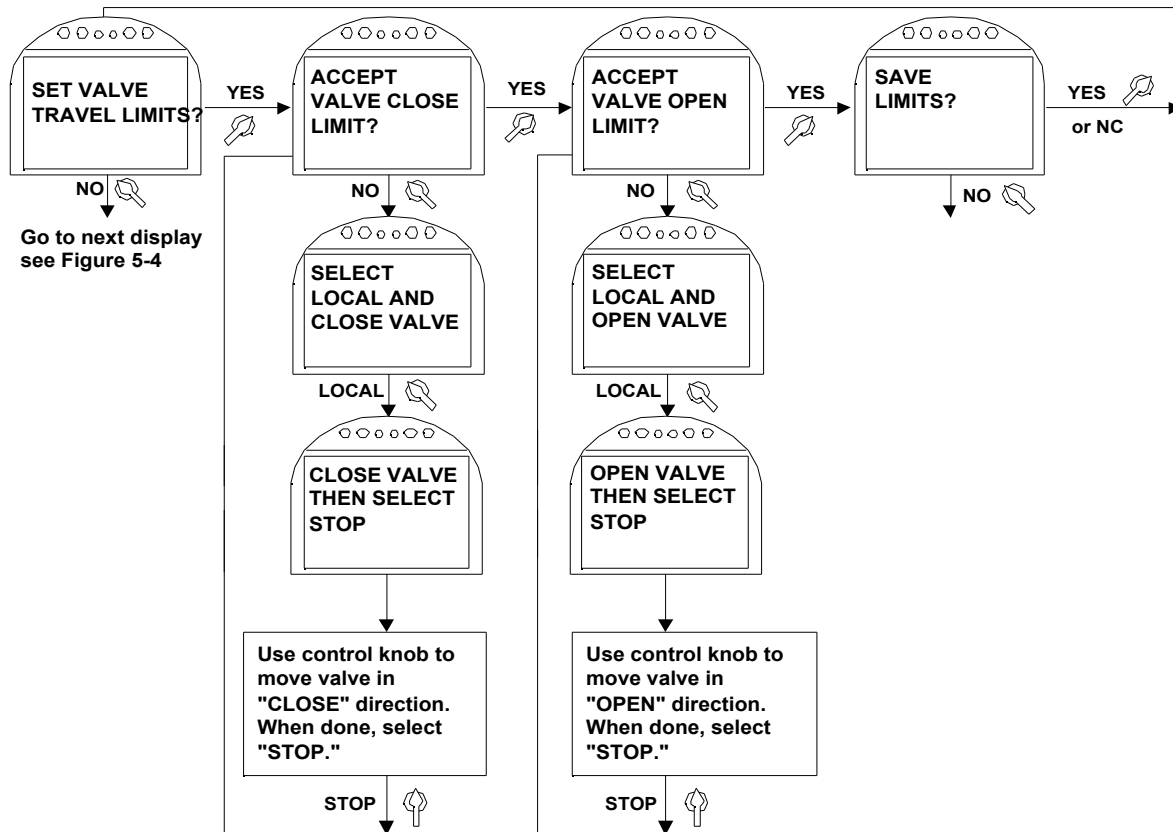 SET VALVE
TRAVEL LIMITS?
YES
NO
Go to next display
see Figure 5-4
ACCEPT
VALVE CLOSE
LIMIT?
YES
NO
SELECT
LOCAL AND
CLOSE VALVE
LOCAL
CLOSE VALVE
THEN SELECT
STOP
Use control knob to
move valve in
"CLOSE" direction.
When done, select
"STOP."
STOP
ACCEPT
VALVE OPEN
LIMIT?
YES
NO
SELECT
LOCAL AND
OPEN VALVE
LOCAL
OPEN VALVE
THEN SELECT
STOP
Use control knob to
move valve in
"OPEN" direction.
When done, select
"STOP."
STOP
SAVE
LIMITS?
YES
or NC
NO